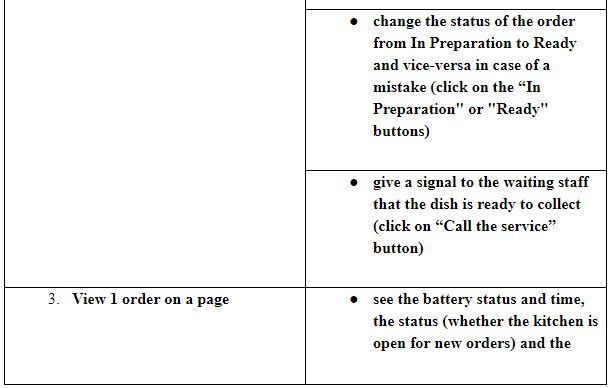 ● change the status of the order
from In Preparation to Ready
and vice-versa in case of a
mistake (click on the “In
Preparation" or "Ready"
buttons)
● give a signal to the waiting staff
that the dish is ready to collect
(click on “Call the service”
button)
3. View 1 order on a page
● see the battery status and time,
the status (whether the kitchen is
open for new orders) and the